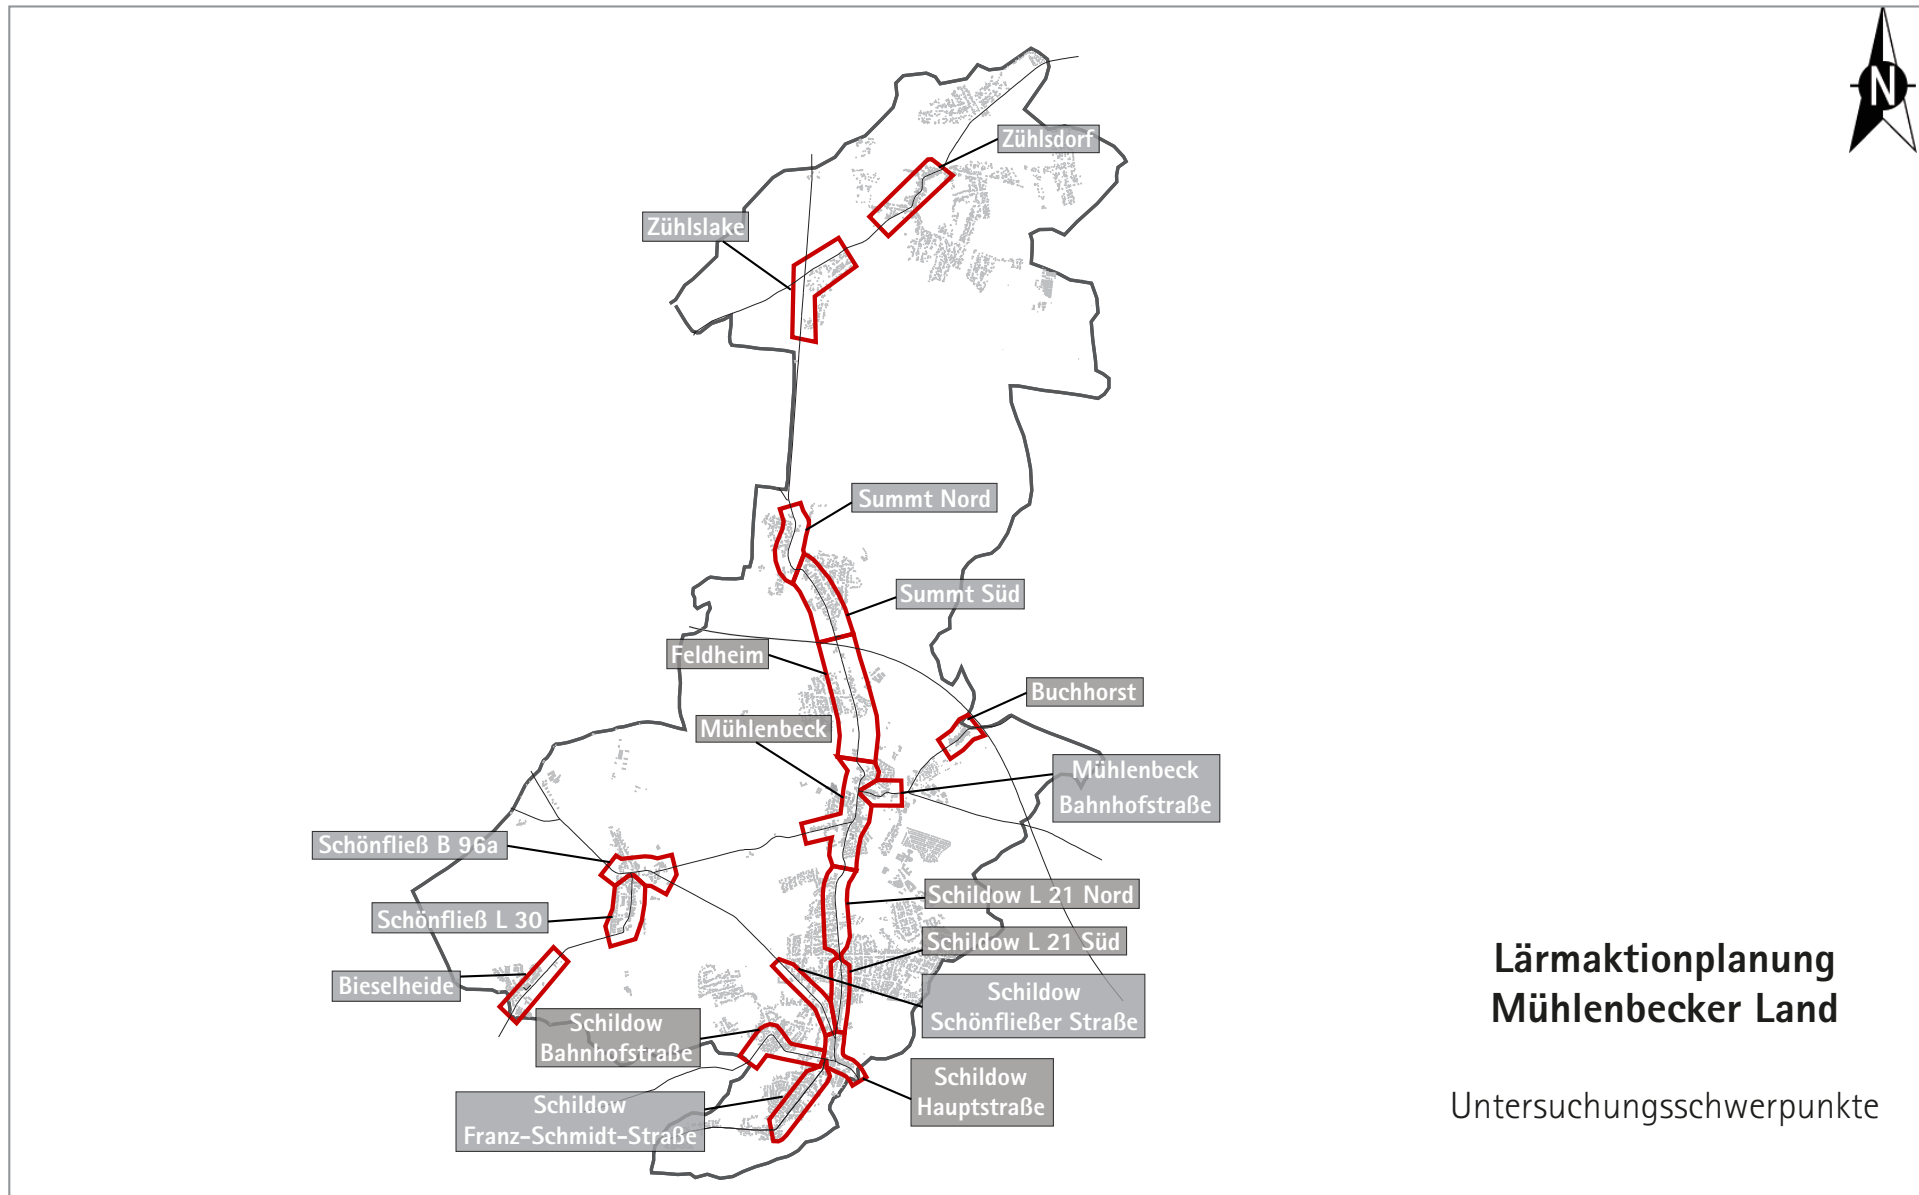 N
Zühlsdorf
Zühlslake
Summt Nord
Summt Süd
Feldheim
Buchhorst
Mühlenbeck
Mühlenbeck
Bahnhofstraße
Schönfließ B 96a
Schildow L 21 Nord
Schönfließ L 30
Schildow L 21 Süd
Bieselheide
Schildow
Schönfließer Straße
Schildow
Bahnhofstraße
Schildow
Hauptstraße
Schildow
Franz-Schmidt-Straße
Lärmaktionplanung
Mühlenbecker Land
Untersuchungsschwerpunkte